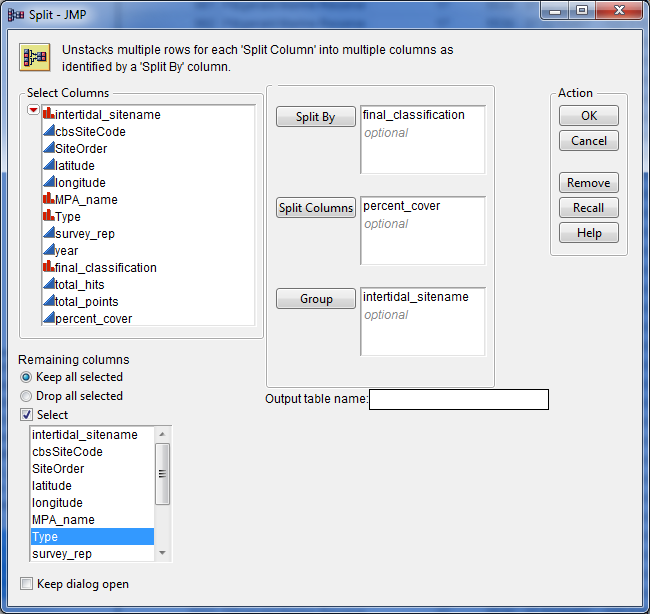 Split - JMP
Unstacks multiple rows for each 'Split Column' into multiple columns as
identified by a 'Split By' column.
Select Columns
intertidal_sitename
cbsSiteCode
SiteOrder
latitude
longitude
MPA_name
Type
survey_rep
year
final_classification
total_hits
total_points
percent_cover
Split By
final_classification
optional
Split Columns
percent_cover
optional
Group
intertidal_sitename
optional
Action
OK
Cancel
Remove
Recall
Help
Remaining columns
Keep all selected
Drop all selected
Select
intertidal_sitename
cbsSiteCode
SiteOrder
latitude
longitude
MPA_name
Type
survey_rep
Output table name:
Keep dialog open